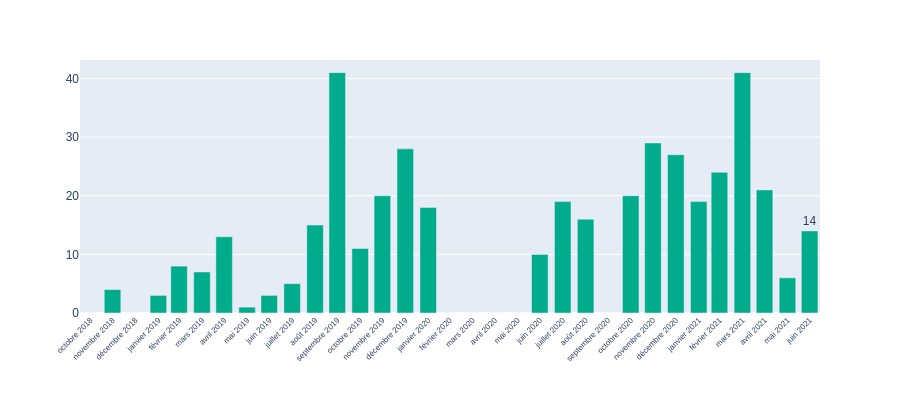 40
30
20
10
0
14
octobre 2018
novembre 2018
décembre 2018
janvier 2019
février 2019
mars 2019
avril 2019
mai 2019
juin 2019
juillet 2019
août 2019
septembre 2019
octobre 2019
novembre 2019
décembre 2019
janvier 2020
février 2020
mars 2020
avril 2020
mai 2020
juin 2020
juillet 2020
août 2020
septembre 2020
octobre 2020
novembre 2020
décembre 2020
janvier 2021
février 2021
mars 2021
avril 2021
mai 2021
juin 2021